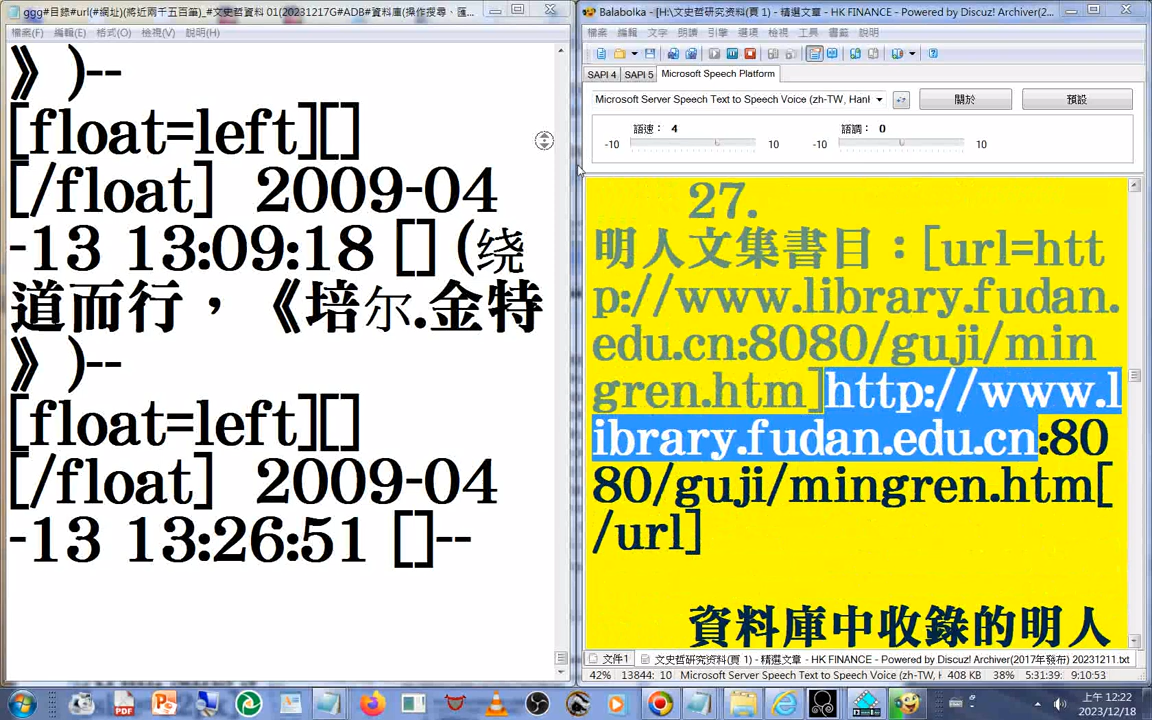 ggg#目錄#url(#網址)(將近兩千五百筆)_#文史哲資料 01(20231217G#ADB#資料庫(操作搜尋、匯...
檔案(F) 編輯(E) 格式(O) 檢視(V) 說明(H)
》 )--
[float=left][]
[/float] 2009-04
-13 13:09:18 [] (绕
道而行，《培尔.金特
》 )--
[float=left][]
[/float] 2009-04
-13 13:26:51 []--
Balabolka - [H:\文史哲研究资料(頁 1) - 精選文章 - HK FINANCE - Powered by Discuz! Archiver(2...
檔案 編輯 文字 朗讀 引擎 選項 檢視 工具 書籤 說明
SAPI 4 SAPI 5 Microsoft Speech Platform
Microsoft Server Speech Text to Speech Voice (zh-TW, Hanl
關於 預設
語速： 4 語調： 0
-10 10 -10 10
27.
明人文集書目：[url=htt
p://www.library.fudan.
edu.cn:8080/guji/min
gren.htm]http://www.l
ibrary.fudan.edu.cn:80
80/guji/mingren.htm[
/url]
資料庫中收錄的明人
文件1 文史哲研究资料(頁 1) - 精選文章 - HK FINANCE - Powered by Discuz! Archiver(2017年發布) 20231211.txt
42% 13844: 10 Microsoft Server Speech Text to Speech Voice (zh-TW, H 408 KB 38% 5:31:39; 9:10:53
上午 12:22
2023/12/18